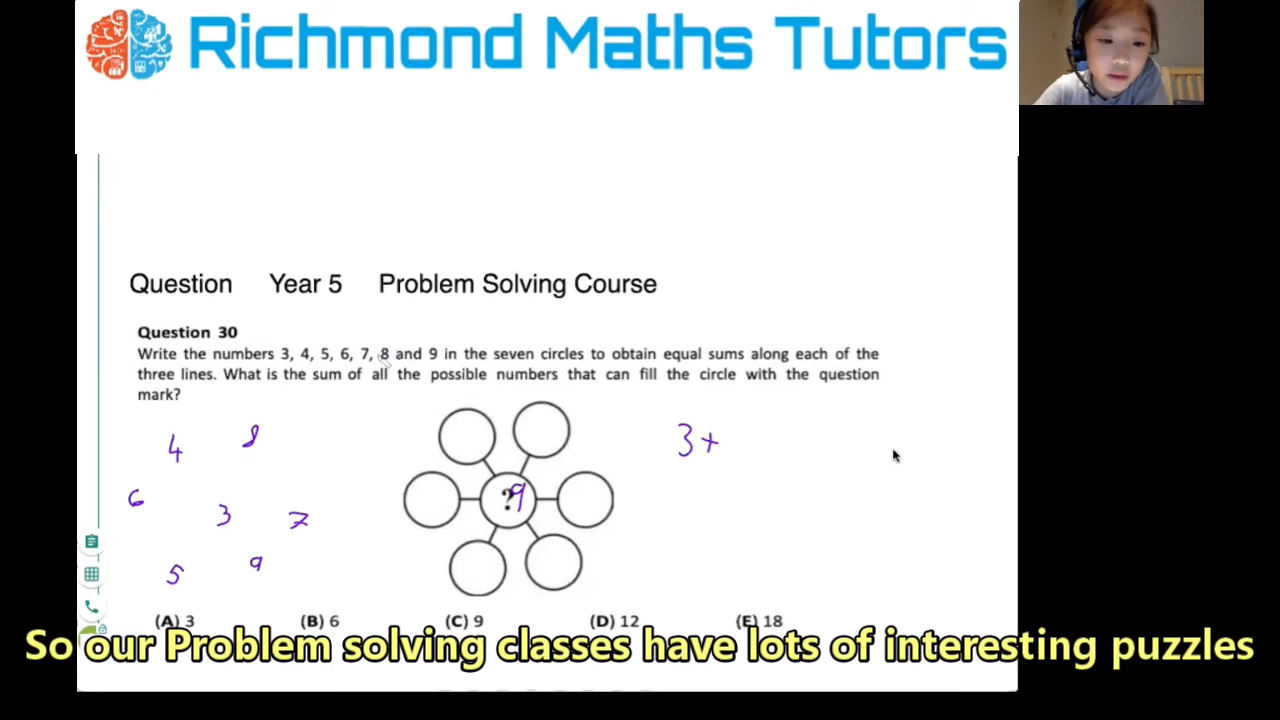 Richmond Maths Tutors
Question Year 5 Problem Solving Course
Question 30
Write the numbers 3, 4, 5, 6, 7, 8 and 9 in the seven circles to obtain equal sums along each of the
three lines. What is the sum of all the possible numbers that can fill the circle with the question
mark?
4 8
3+
6 3 7
? 9
5 9
(A) 3 (B) 6 (C) 9 (D) 12 (E) 18
So our Problem solving classes have lots of interesting puzzles